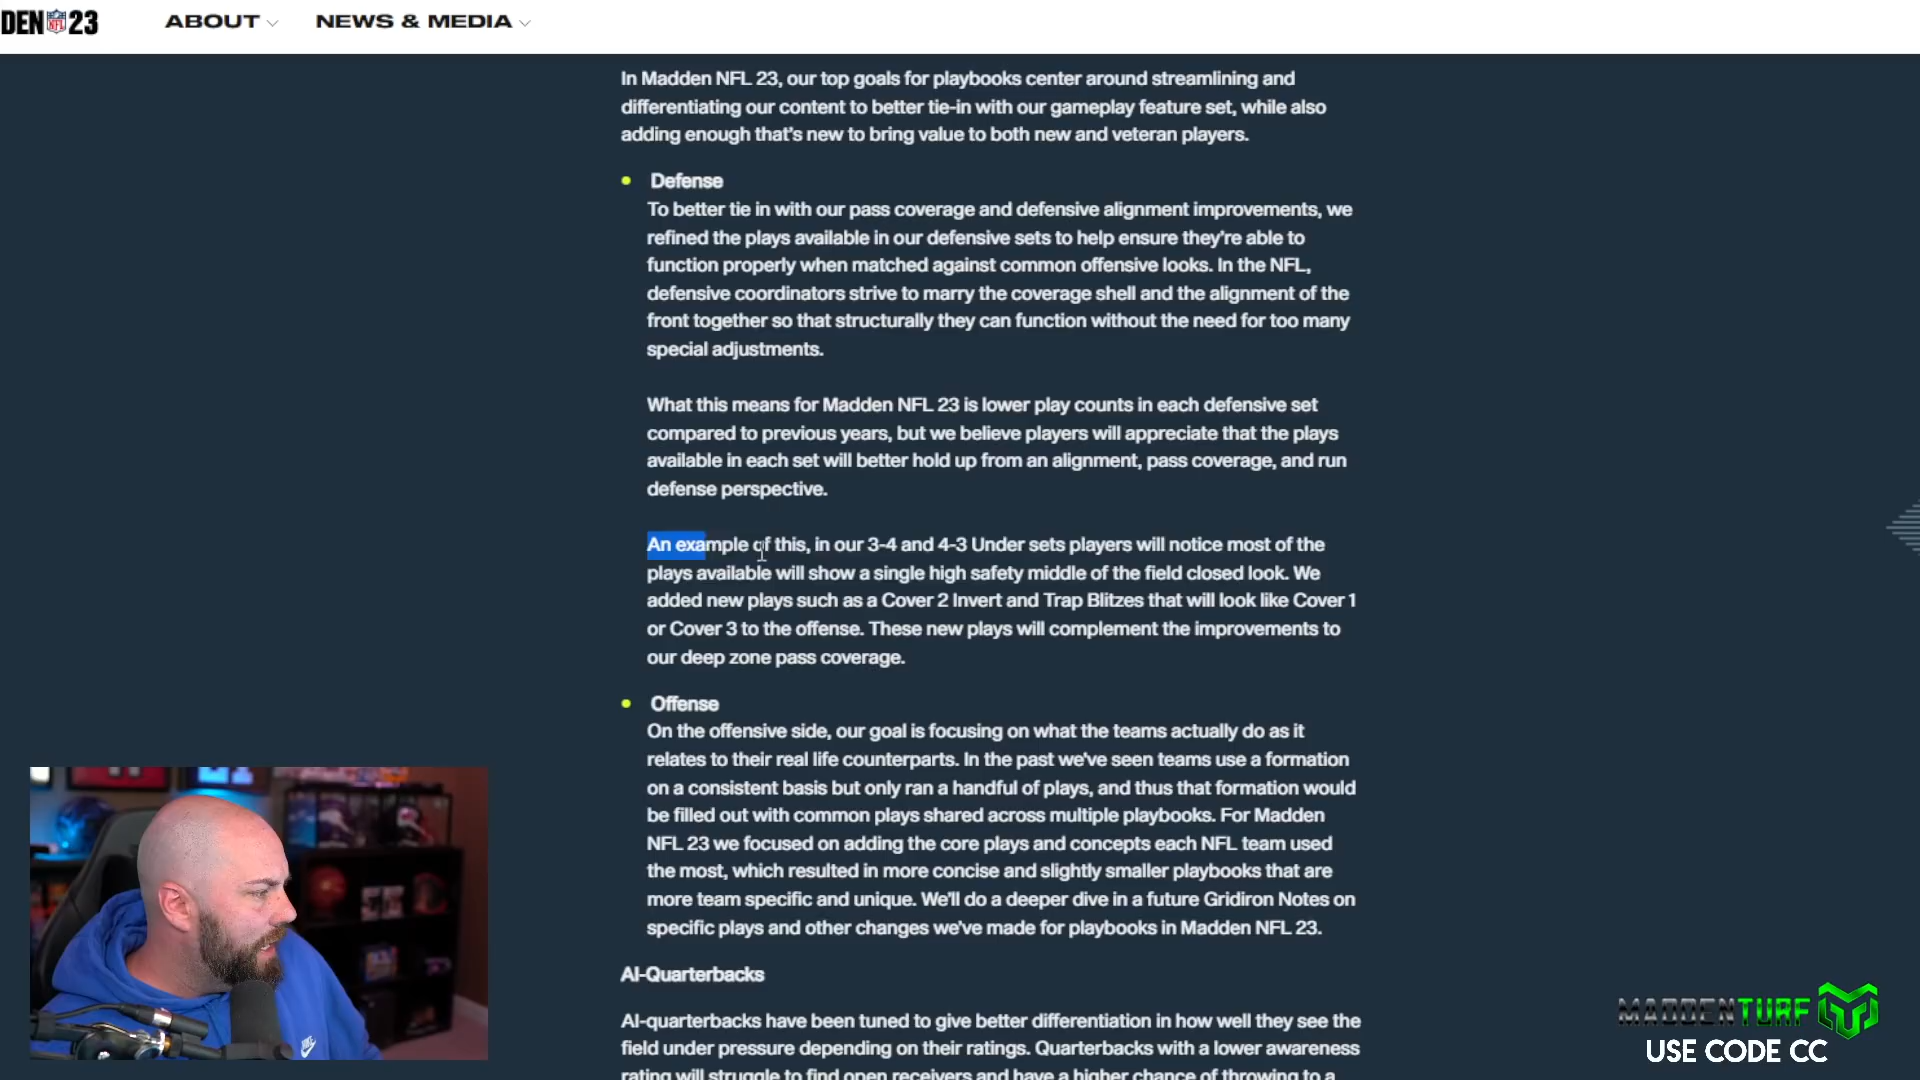 DEN NFL 23
ABOUT
NEWS & MEDIA
In Madden NFL 23, our top goals for playbooks center around streamlining and
differentiating our content to better tie-in with our gameplay feature set, while also
adding enough that's new to bring value to both new and veteran players.
Defense
To better tie in with our pass coverage and defensive alignment improvements, we
refined the plays available in our defensive sets to help ensure they're able to
function properly when matched against common offensive looks. In the NFL,
defensive coordinators strive to marry the coverage shell and the alignment of the
front together so that structurally they can function without the need for too many
special adjustments.
What this means for Madden NFL 23 is lower play counts in each defensive set
compared to previous years, but we believe players will appreciate that the plays
available in each set will better hold up from an alignment, pass coverage, and run
defense perspective.
An example of this, in our 3-4 and 4-3 Under sets players will notice most of the
plays available will show a single high safety middle of the field closed look. We
added new plays such as a Cover 2 Invert and Trap Blitzes that will look like Cover 1
or Cover 3 to the offense. These new plays will complement the improvements to
our deep zone pass coverage.
Offense
On the offensive side, our goal is focusing on what the teams actually do as it
relates to their real life counterparts. In the past we've seen teams use a formation
on a consistent basis but only ran a handful of plays, and thus that formation would
be filled out with common plays shared across multiple playbooks. For Madden
NFL 23 we focused on adding the core plays and concepts each NFL team used
the most, which resulted in more concise and slightly smaller playbooks that are
more team specific and unique. We'll do a deeper dive in a future Gridiron Notes on
specific plays and other changes we've made for playbooks in Madden NFL 23.
AI-Quarterbacks
AI-quarterbacks have been tuned to give better differentiation in how well they see the
field under pressure depending on their ratings. Quarterbacks with a lower awareness
rating will struggle to find open receivers and have a higher chance of throwing to a
MADDENTURF
USE CODE CC